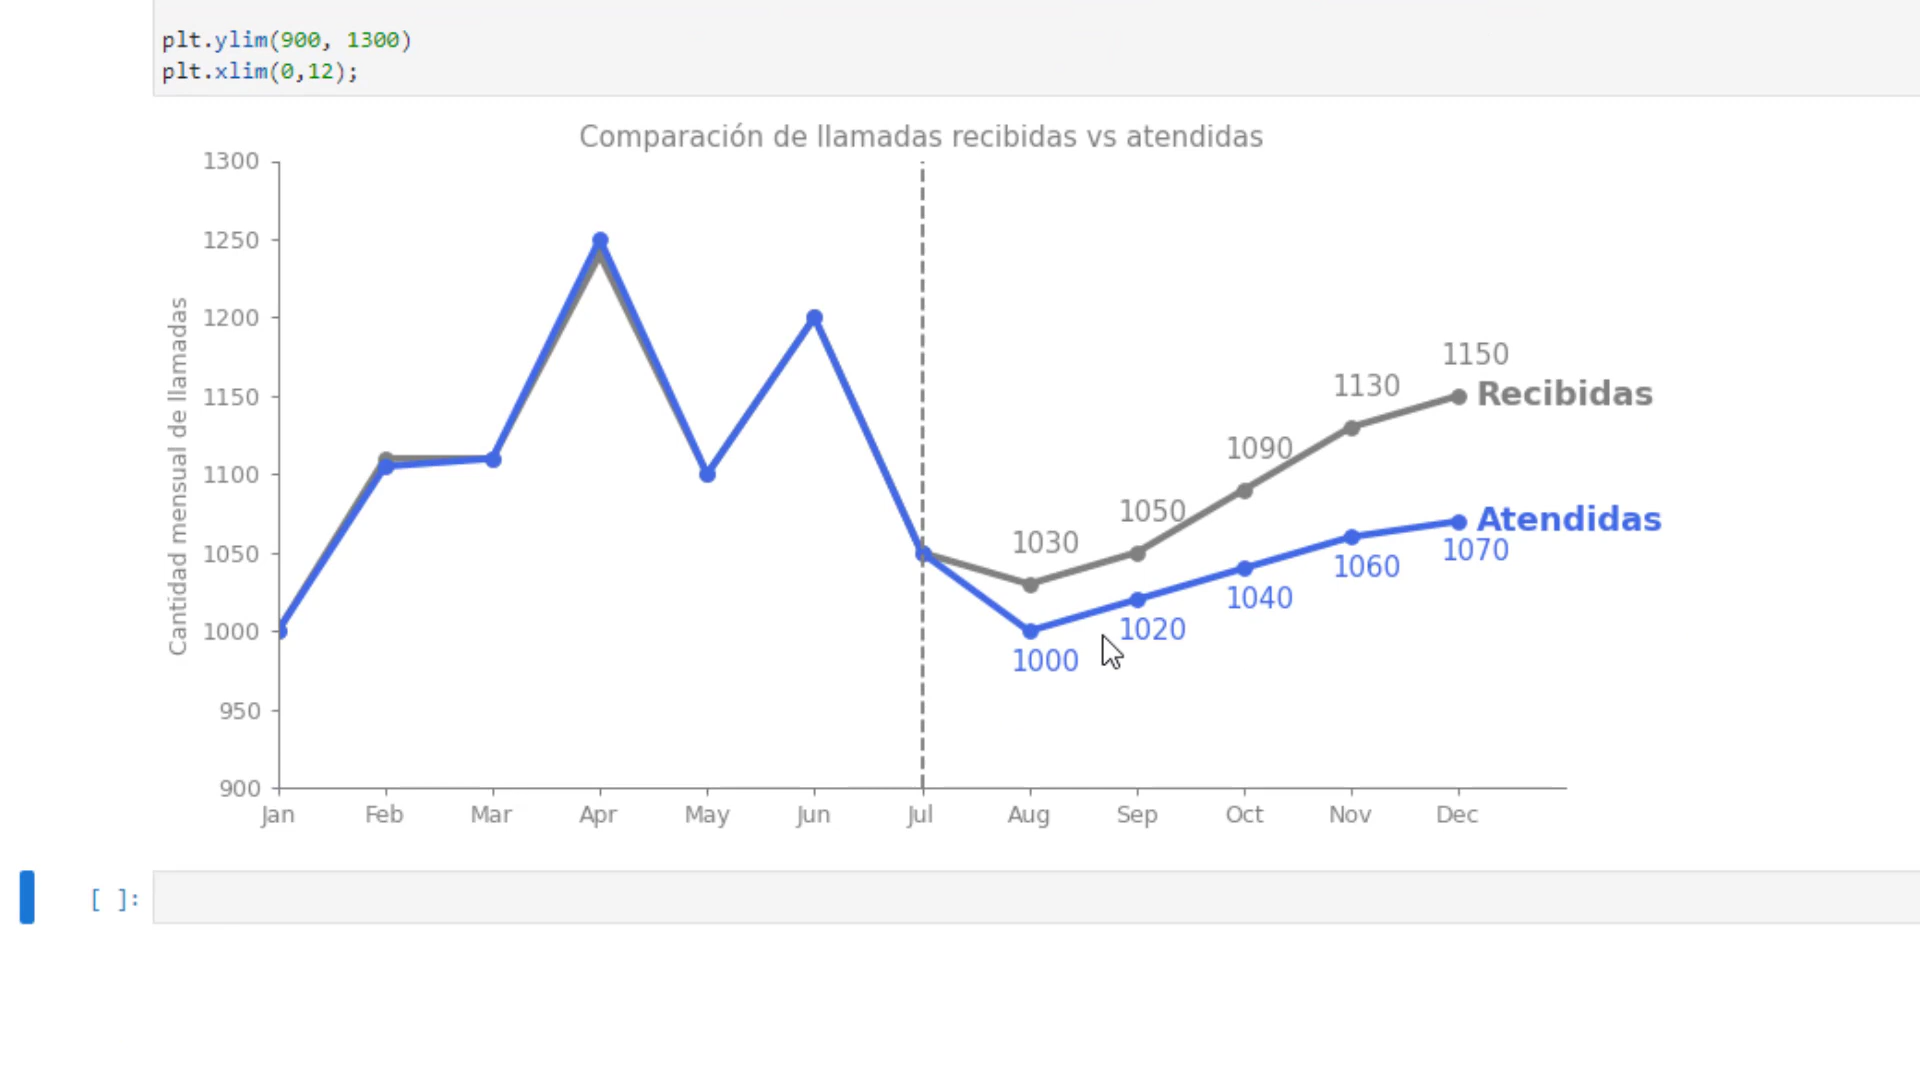 plt.ylim(900, 1300)
plt.xlim(0,12);
Comparación de llamadas recibidas vs atendidas
Cantidad mensual de llamadas
1300
1250
1200
1150
1100
1050
1000
950
900
1150
1130
Recibidas
1090
1050
1030
Atendidas
1070
1060
1040
1020
1000
Jan Feb Mar Apr May Jun Jul Aug Sep Oct Nov Dec
[ ]: